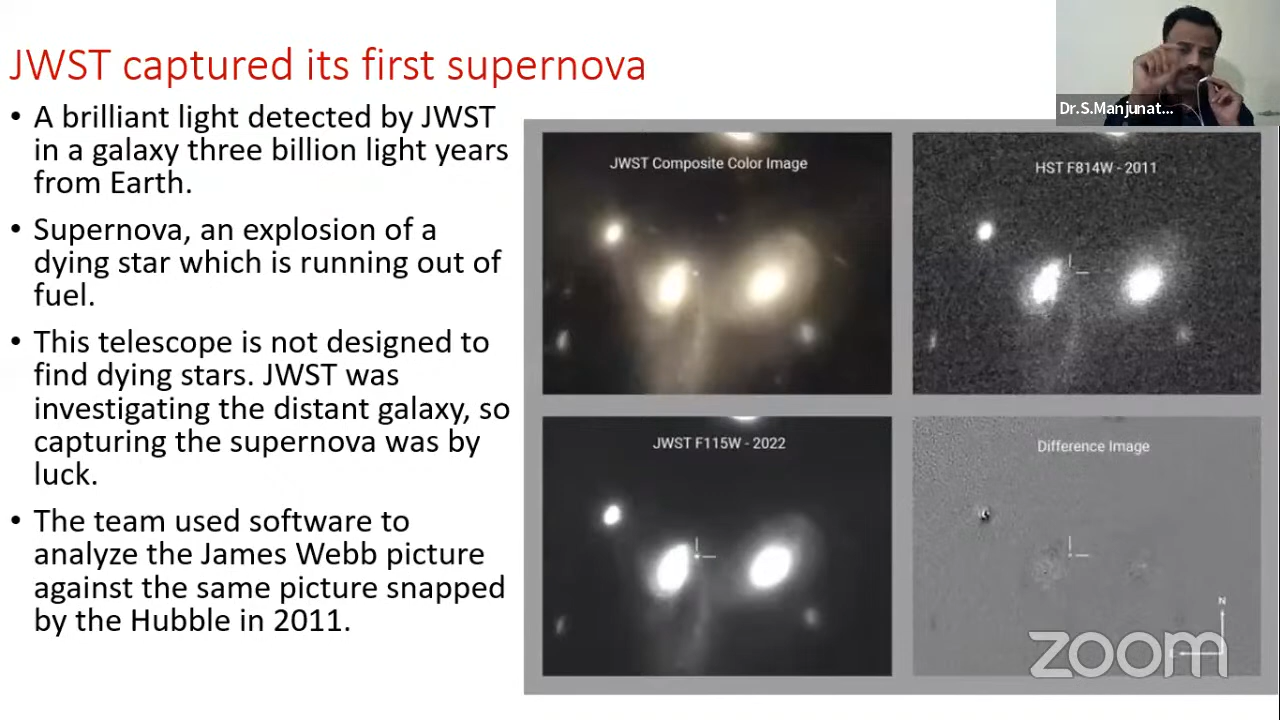 JWST captured its first supernova
• A brilliant light detected by JWST
in a galaxy three billion light years
from Earth.
• Supernova, an explosion of a
dying star which is running out of
fuel.
• This telescope is not designed to
find dying stars. JWST was
investigating the distant galaxy, so
capturing the supernova was by
luck.
• The team used software to
analyze the James Webb picture
against the same picture snapped
by the Hubble in 2011.
Dr.S.Manjunat...
JWST Composite Color Image
HST F814W - 2011
JWST F115W - 2022
Difference Image
N
E
zoom